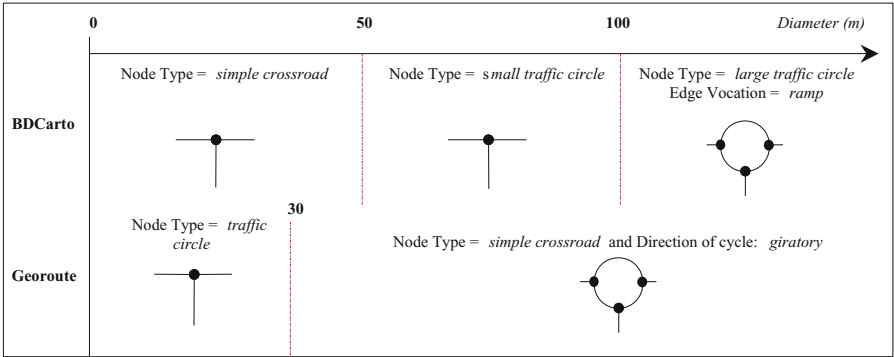 0 50 100 Diameter (m)
Node Type = simple crossroad
Node Type = small traffic circle
Node Type = large traffic circle
Edge Vocation = ramp
BDCarto
30
Node Type = traffic
circle
Node Type = simple crossroad and Direction of cycle: giratory
Georoute